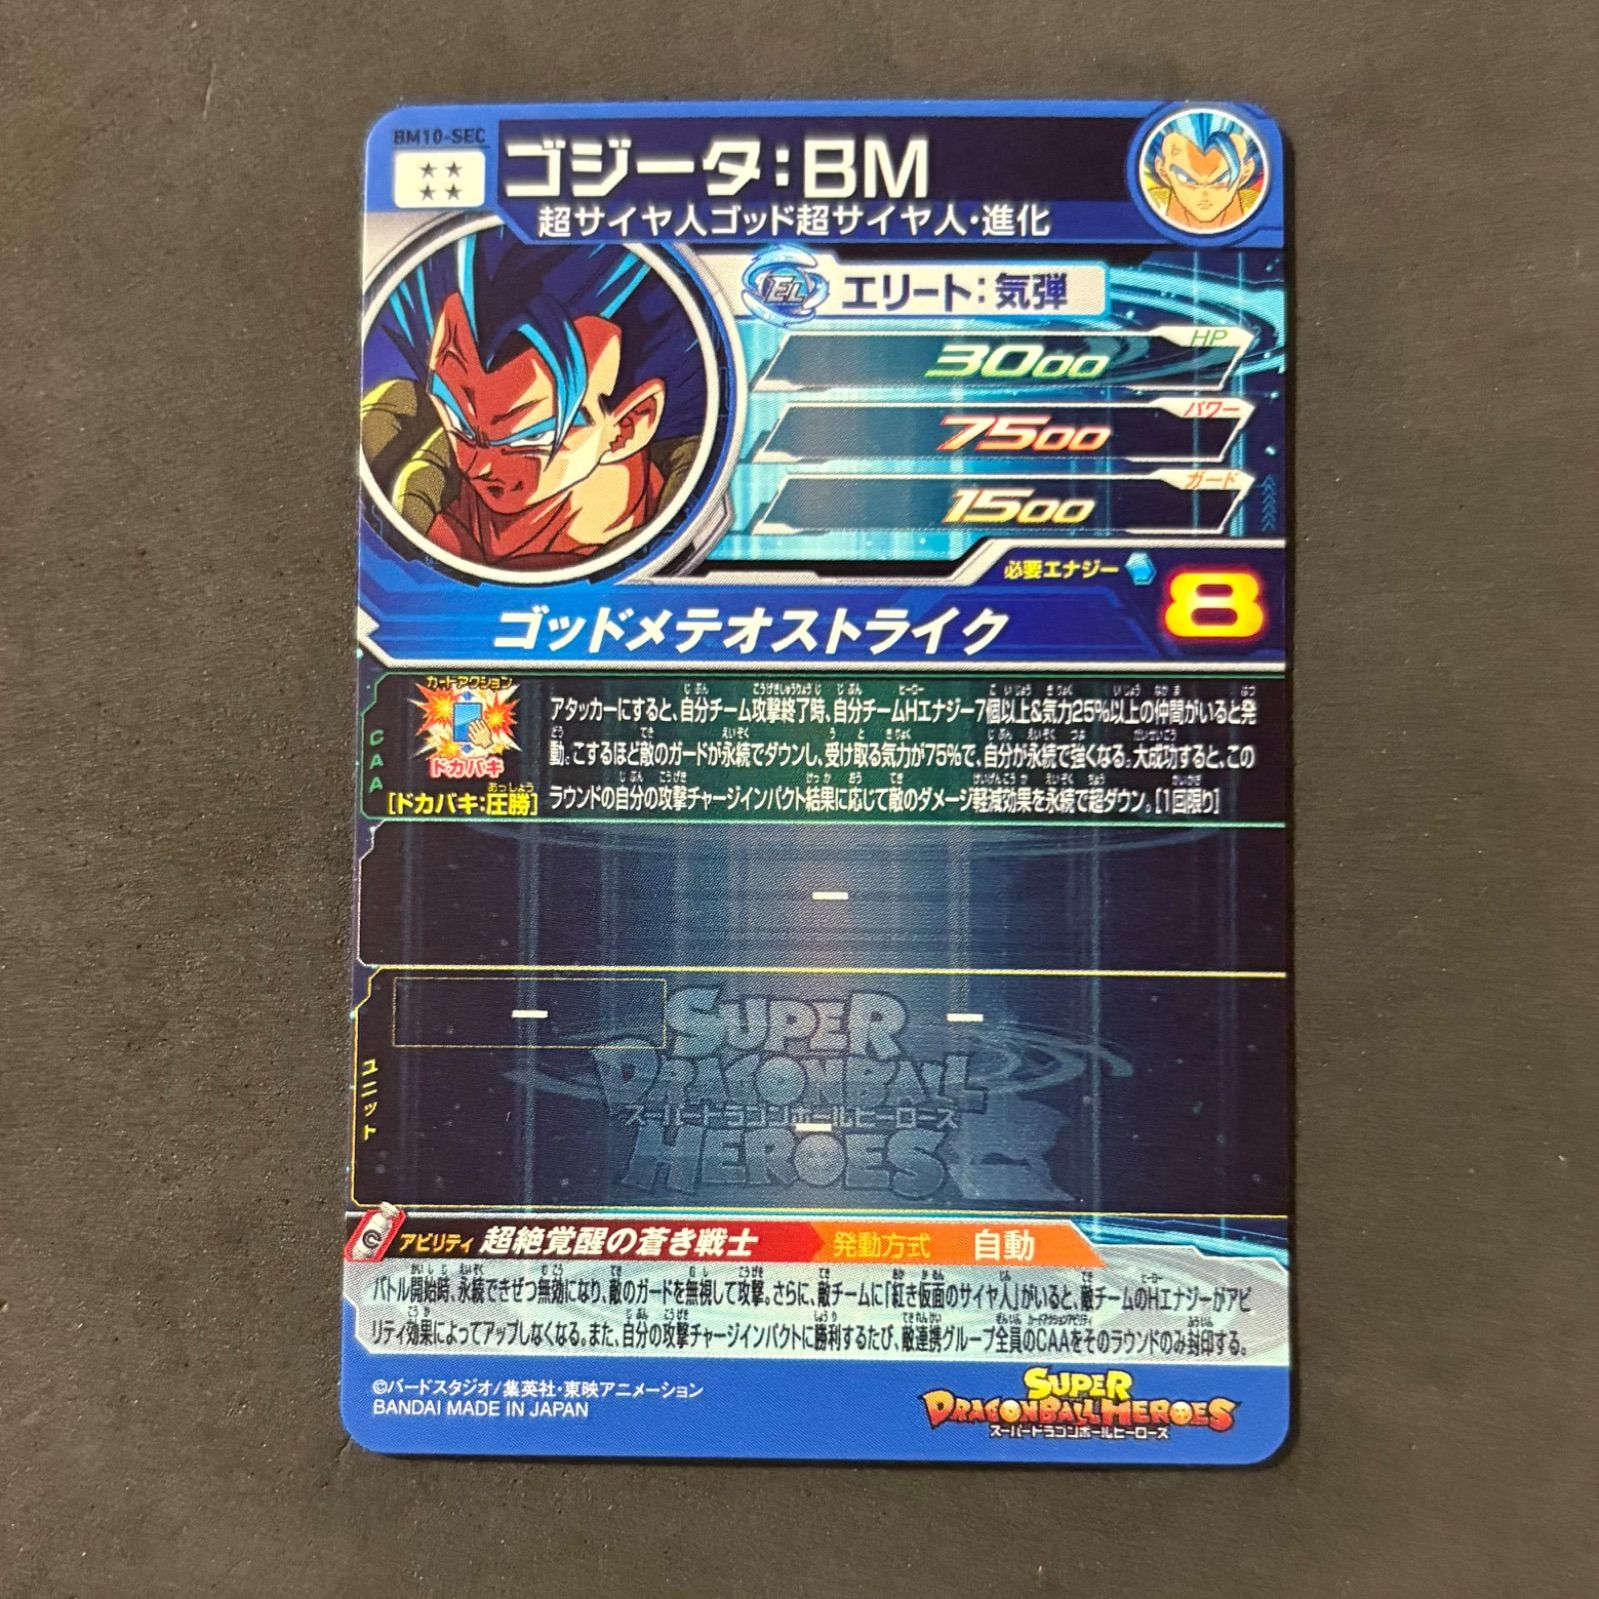 BM10-SEC
★★
★★
ゴジータ:BM
超サイヤ人ゴッド超サイヤ人・進化
EL
エリート:気弾
HP
3000
パワー
7500
ガード
1500
必要エナジー
8
ゴッドメテオストライク
CAA
カードアクション
ドカバキ
[ドカバキ:圧勝]
アタッカーにすると、自分チーム攻撃終了時、自分チームHエナジー7個以上&気力25%以上の仲間がいると発
動。こするほど敵のガードが永続でダウンし、受け取る気力が75%で、自分が永続で強くなる。大成功すると、この
ラウンドの自分の攻撃チャージインパクト結果に応じて敵のダメージ軽減効果を永続で超ダウン。[1回限り]
ー
ユニット
ー
ー
ー
SUPER
DRAGONBALL
スーパードラゴンボールヒーローズ
HEROES
アビリティ 超絶覚醒の蒼き戦士 発動方式 自動
バトル開始時、永続できぜつ無効になり、敵のガードを無視して攻撃。さらに、敵チームに「紅き仮面のサイヤ人」がいると、敵チームのHエナジーがアビ
リティ効果によってアップしなくなる。また、自分の攻撃チャージインパクトに勝利するたび、敵連携グループ全員のCAAをそのラウンドのみ封印する。
©バードスタジオ/集英社・東映アニメーション
BANDAI MADE IN JAPAN
SUPER
DRAGONBALL HEROES
スーパードラゴンボールヒーローズ